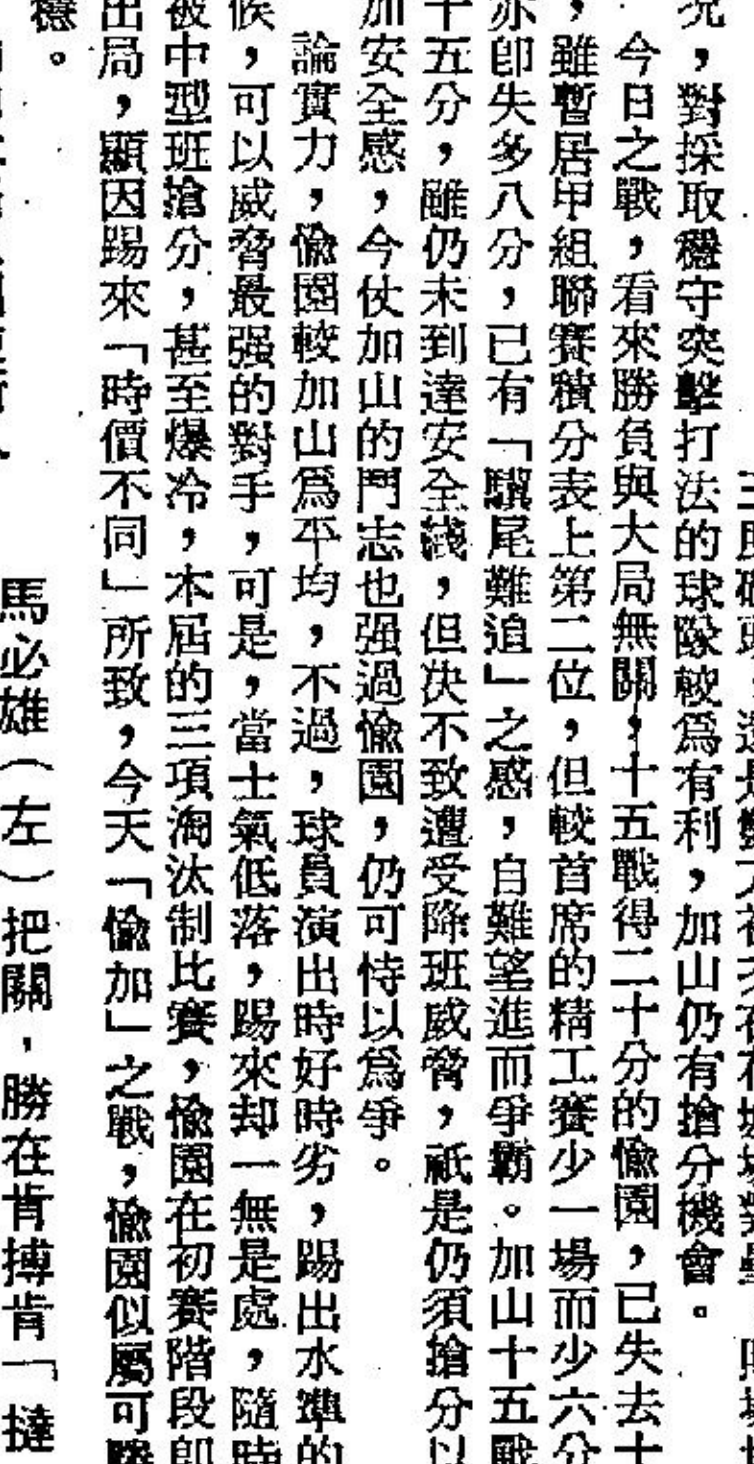 況，對採取穩守突擊打法的球隊較爲有利，加山仍有搶分機會。
今日之戰，看來勝負與大局無關，十五戰得二十分的愉園，已失去十
，雖暫居甲組聯賽積分表上第二位，但較首席的精工賽少一場而少六分
亦即失多八分，已有「驥尾難追」之感，自難望進而爭霸。加山十五戰
十五分，雖仍未到達安全綫，但决不致遭受降班威脅，祇是仍須搶分以
加安全感，今仗加山的鬥志也强過愉園，仍可恃以爲爭。
論實力，愉園較加山爲平均，不過，球員演出時好時劣，踢出水準的
候，可以威脅最强的對手，可是，當士氣低落，踢來却一無是處，隨時
被中型班搶分，甚至爆冷，本屆的三項淘汰制比賽，愉園在初賽階段即
出局，顯因踢來「時價不同」所致，今天「愉加」之戰，愉園似屬可勝
穩。
馬必雄（左）把關，勝在肯搏肯「撻